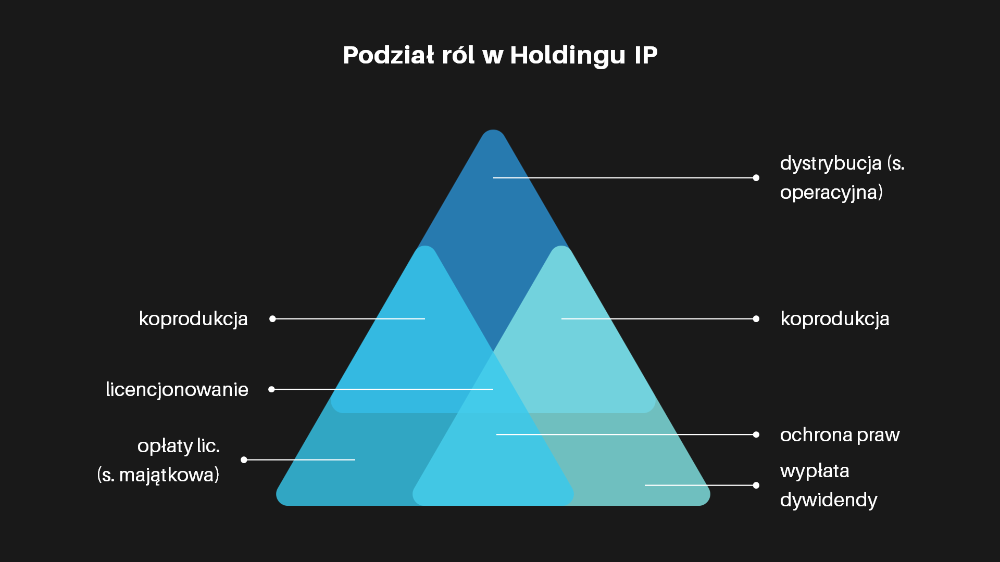 Podział ról w Holdingu IP
dystrybucja (s.
operacyjna)
koprodukcja
koprodukcja
licencjonowanie
ochrona praw
opłaty lic.
(s. majątkowa)
wypłata
dywidendy